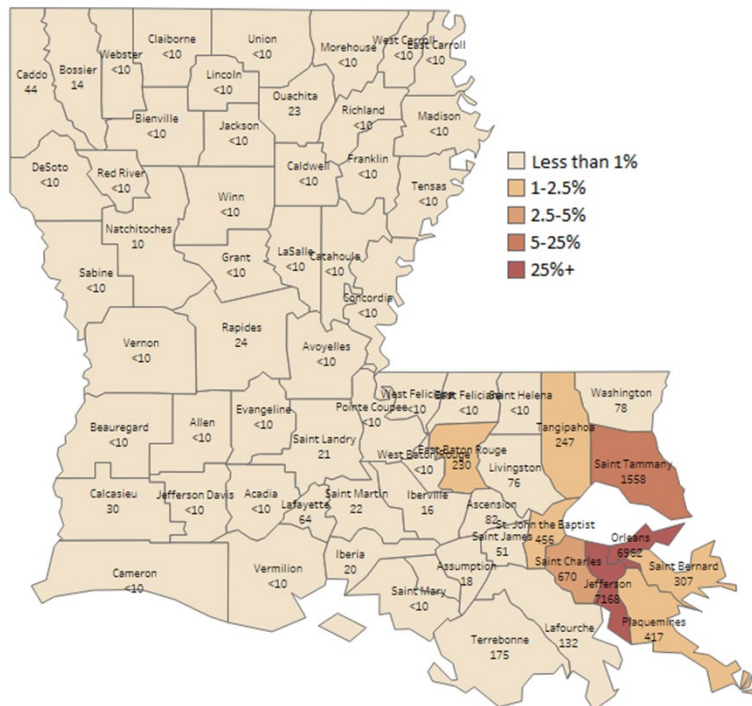 Claiborne
<10
Union
<10
Morehouse
<10
West Carroll
<10
East Carroll
<10
Webster
<10
Bossier
14
Caddo
44
Lincoln
<10
Ouachita
23
Richland
<10
Madison
<10
Bienville
<10
Jackson
<10
DeSoto
<10
Red River
<10
Caldwell
<10
Franklin
<10
Tensas
<10
Winn
<10
Natchitoches
10
Sabine
<10
Grant
<10
LaSalle
<10
Catahoula
<10
Concordia
<10
Vernon
<10
Rapides
24
Avoyelles
<10
Less than 1%
1-2.5%
2.5-5%
5-25%
25%+
Beauregard
<10
Allen
<10
Evangeline
<10
Saint Landry
21
Pointe Coupee
<10
West Feliciana
<10
East Feliciana
<10
Saint Helena
<10
Tangipahoa
247
Washington
78
Saint Tammany
1558
West Baton Rouge
<10
East Baton Rouge
230
Livingston
76
Calcasieu
30
Jefferson Davis
<10
Acadia
<10
Lafayette
64
Saint Martin
22
Iberville
16
Ascension
82
St. John the Baptist
456
Saint James
51
Orleans
6962
Saint Charles
670
Jefferson
7168
Saint Bernard
307
Plaquemines
417
Cameron
<10
Vermilion
<10
Iberia
20
Saint Mary
<10
Assumption
18
Terrebonne
175
Lafourche
132